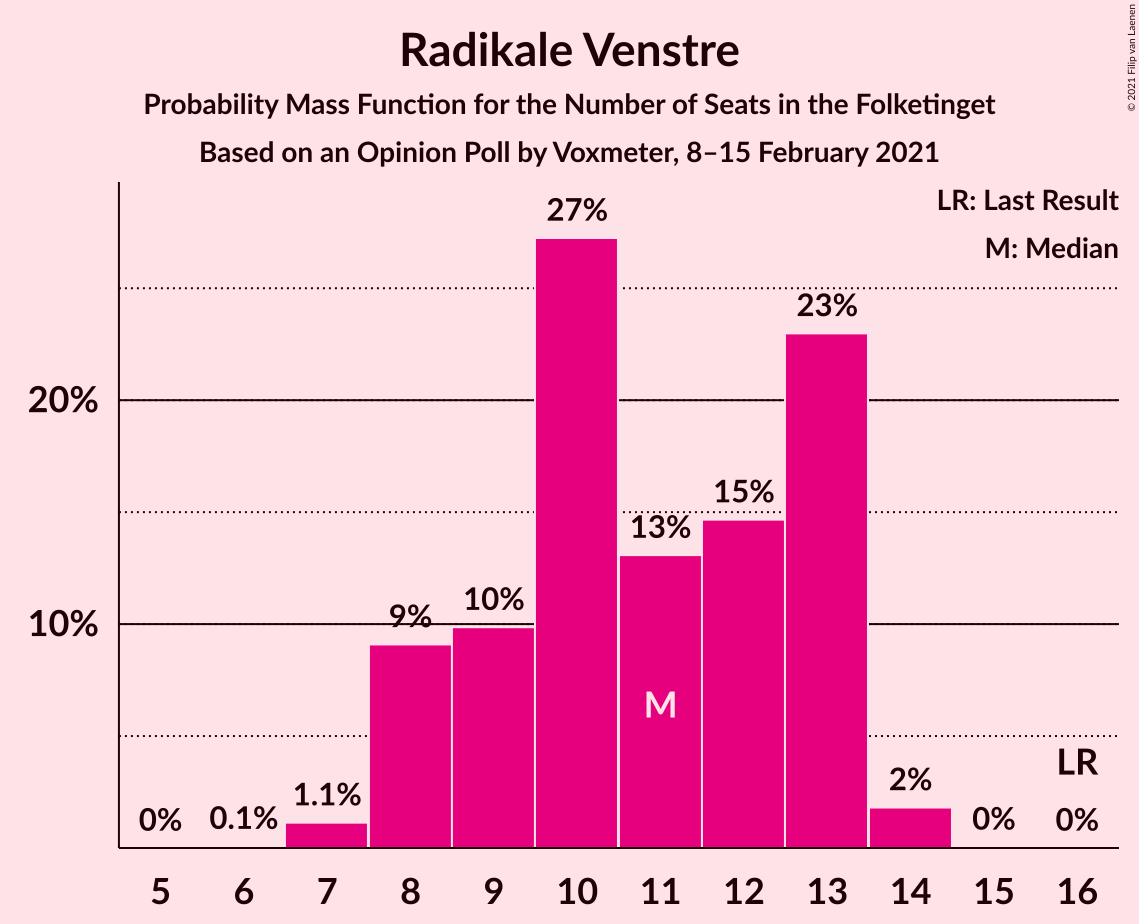 Radikale Venstre
Probability Mass Function for the Number of Seats in the Folketinget
Based on an Opinion Poll by Voxmeter, 8–15 February 2021
© 2021 Filip van Laenen
LR: Last Result
M: Median
27%
23%
20%
15%
13%
10%
10%
9%
M
LR
2%
1.1%
0.1%
0%
0%
0%
5 6 7 8 9 10 11 12 13 14 15 16